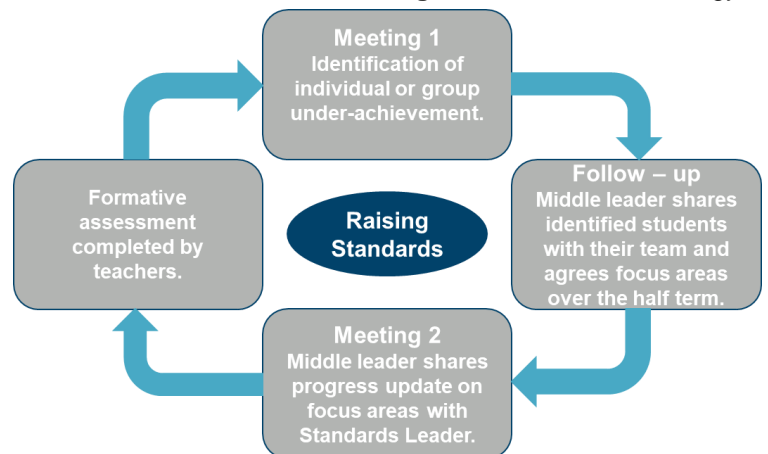 Meeting 1
Identification of
individual or group
under-achievement.
Follow – up
Middle leader shares
identified students
with their team and
agrees focus areas
over the half term.
Formative
assessment
completed by
teachers.
Raising
Standards
Meeting 2
Middle leader shares
progress update on
focus areas with
Standards Leader.